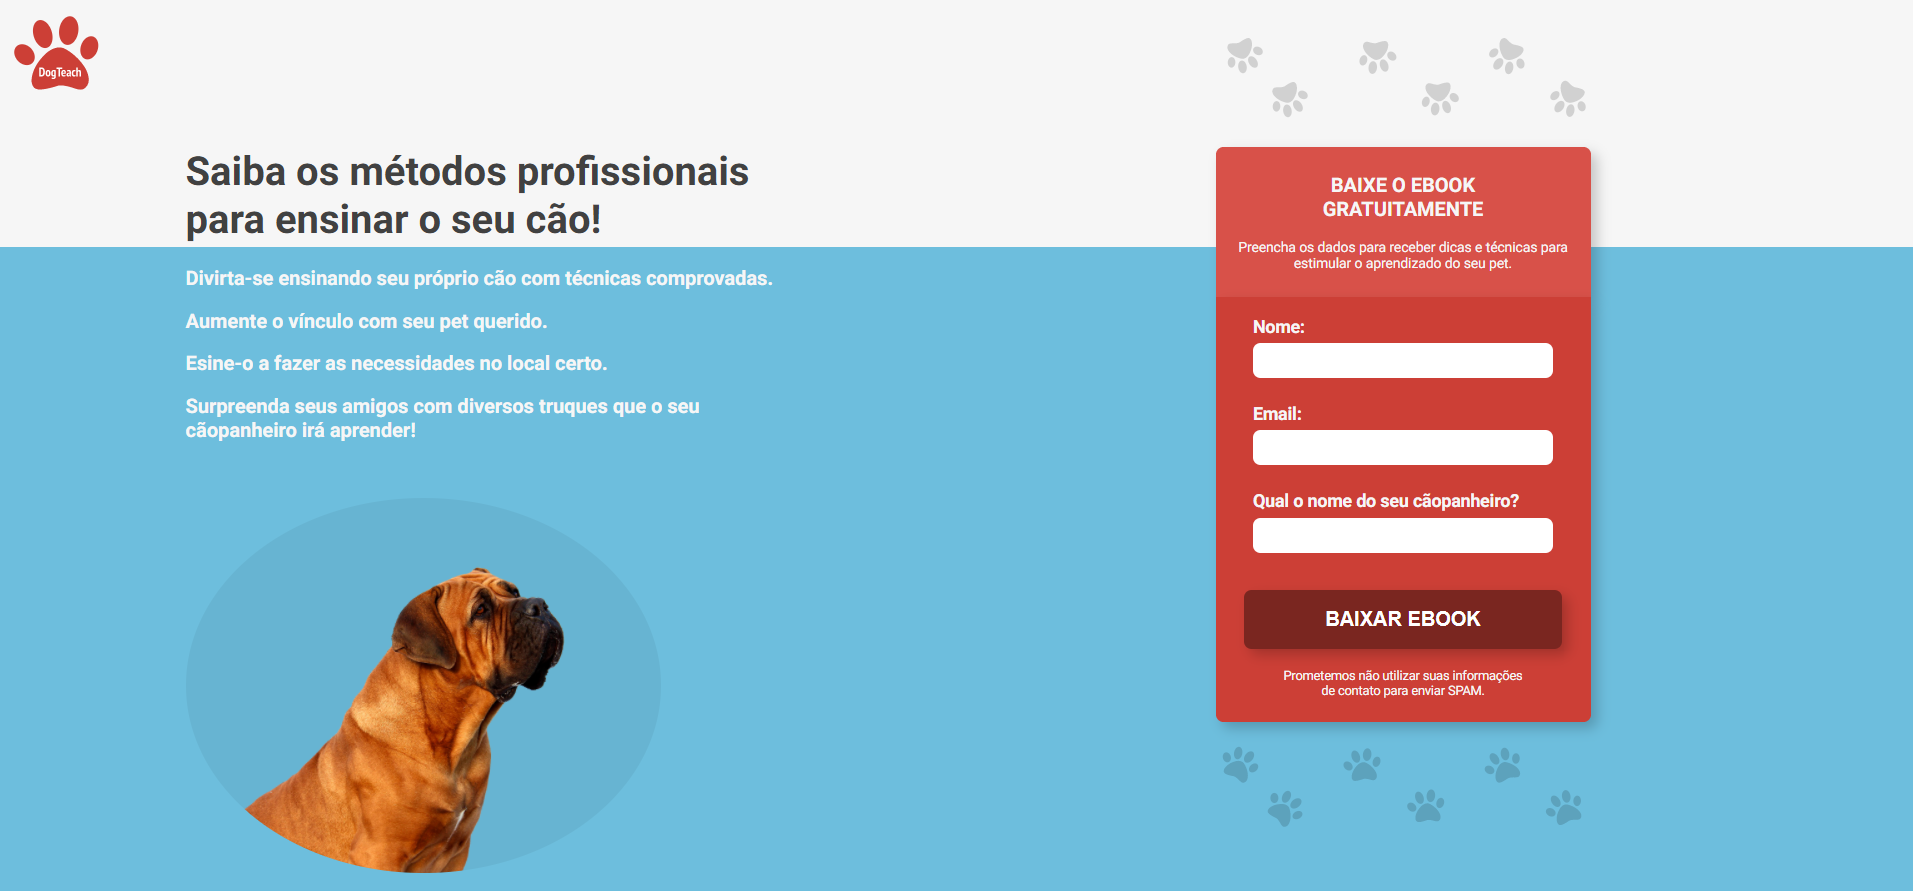 DogTeach
Saiba os métodos profissionais
para ensinar o seu cão!
Divirta-se ensinando seu próprio cão com técnicas comprovadas.
Aumente o vínculo com seu pet querido.
Esine-o a fazer as necessidades no local certo.
Surpreenda seus amigos com diversos truques que o seu
cãopanheiro irá aprender!
BAIXE O EBOOK
GRATUITAMENTE
Preencha os dados para receber dicas e técnicas para
estimular o aprendizado do seu pet.
Nome:
Email:
Qual o nome do seu cãopanheiro?
BAIXAR EBOOK
Prometemos não utilizar suas informações
de contato para enviar SPAM.